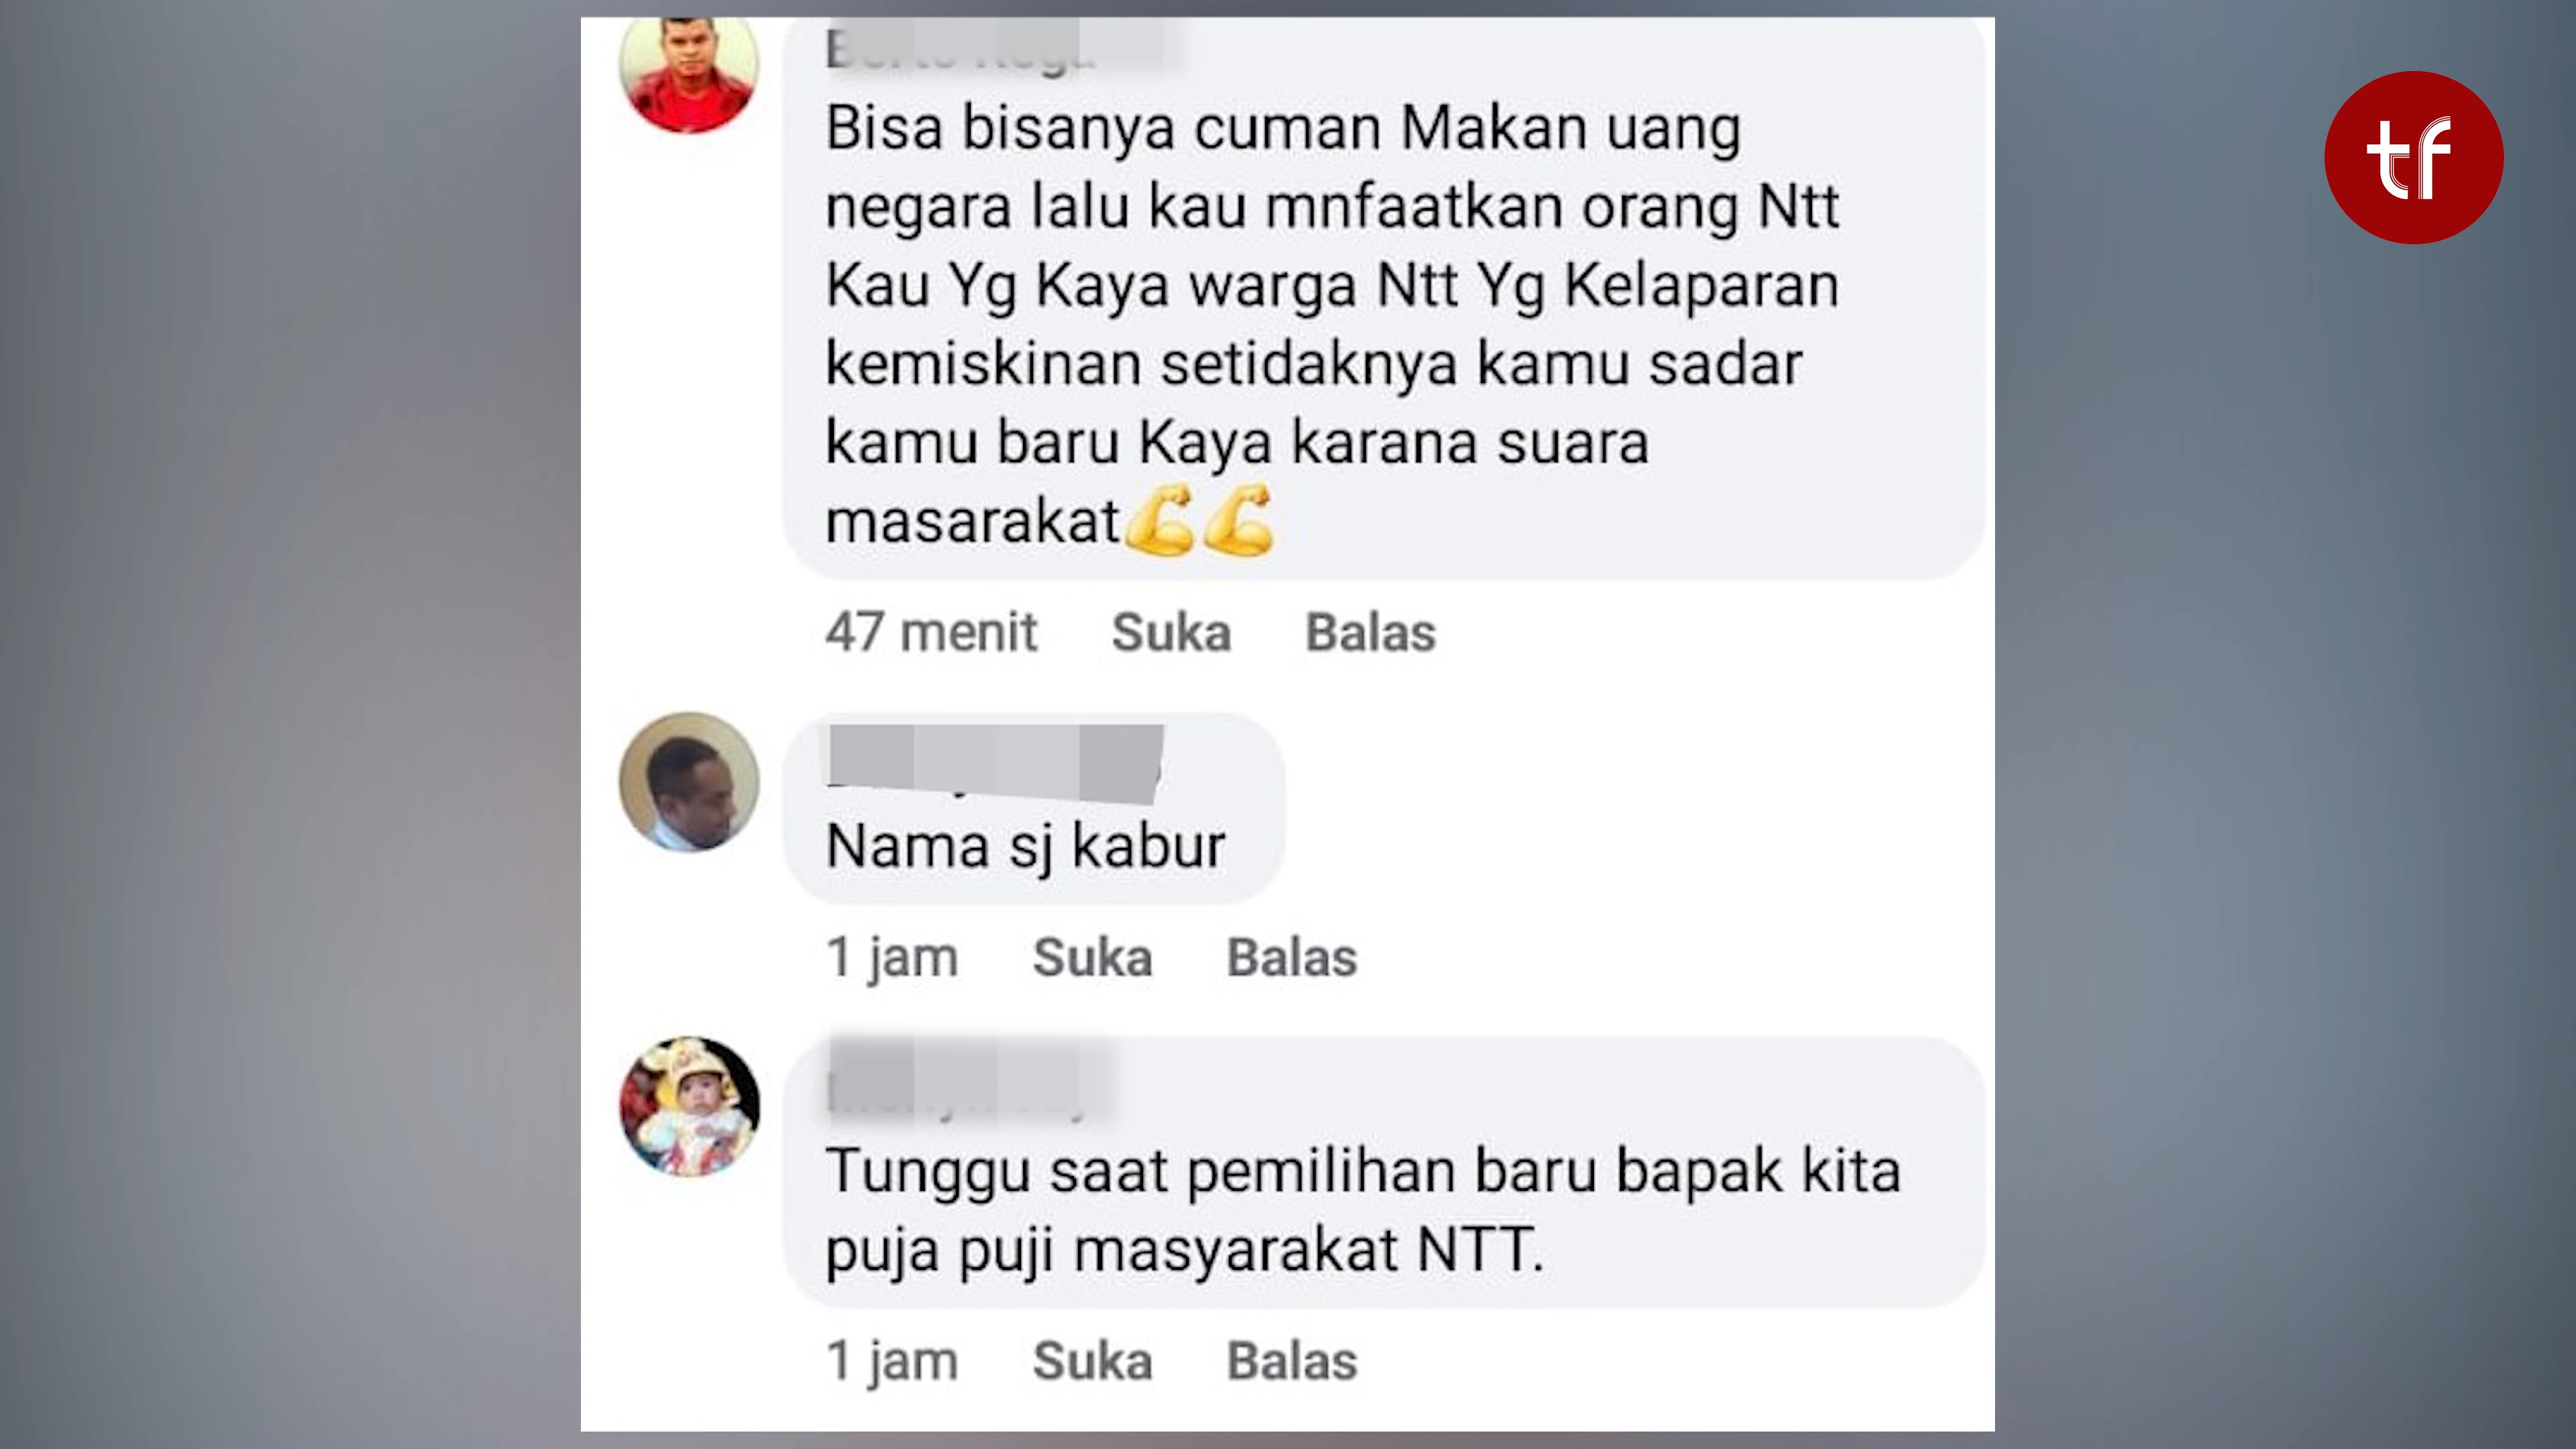 tf
Bisa bisanya cuman Makan uang
negara lalu kau mnfaatkan orang Ntt
Kau Yg Kaya warga Ntt Yg Kelaparan
kemiskinan setidaknya kamu sadar
kamu baru Kaya karana suara
masarakat💪💪
47 menit Suka Balas
Nama sj kabur
1 jam Suka Balas
Tunggu saat pemilihan baru bapak kita
puja puji masyarakat NTT.
1 jam Suka Balas